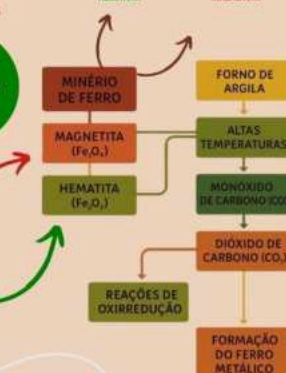 MINÉRIO
DE FERRO
MAGNETITA
(Fe₃O₄)
HEMATITA
(Fe₂O₃)
FORNO DE
ARGILA
ALTAS
TEMPERATURAS
MONÓXIDO
DE CARBONO (CO)
DIÓXIDO DE
CARBONO (CO₂)
REAÇÕES DE
OXIRREDUÇÃO
FORMAÇÃO
DO FERRO
METÁLICO